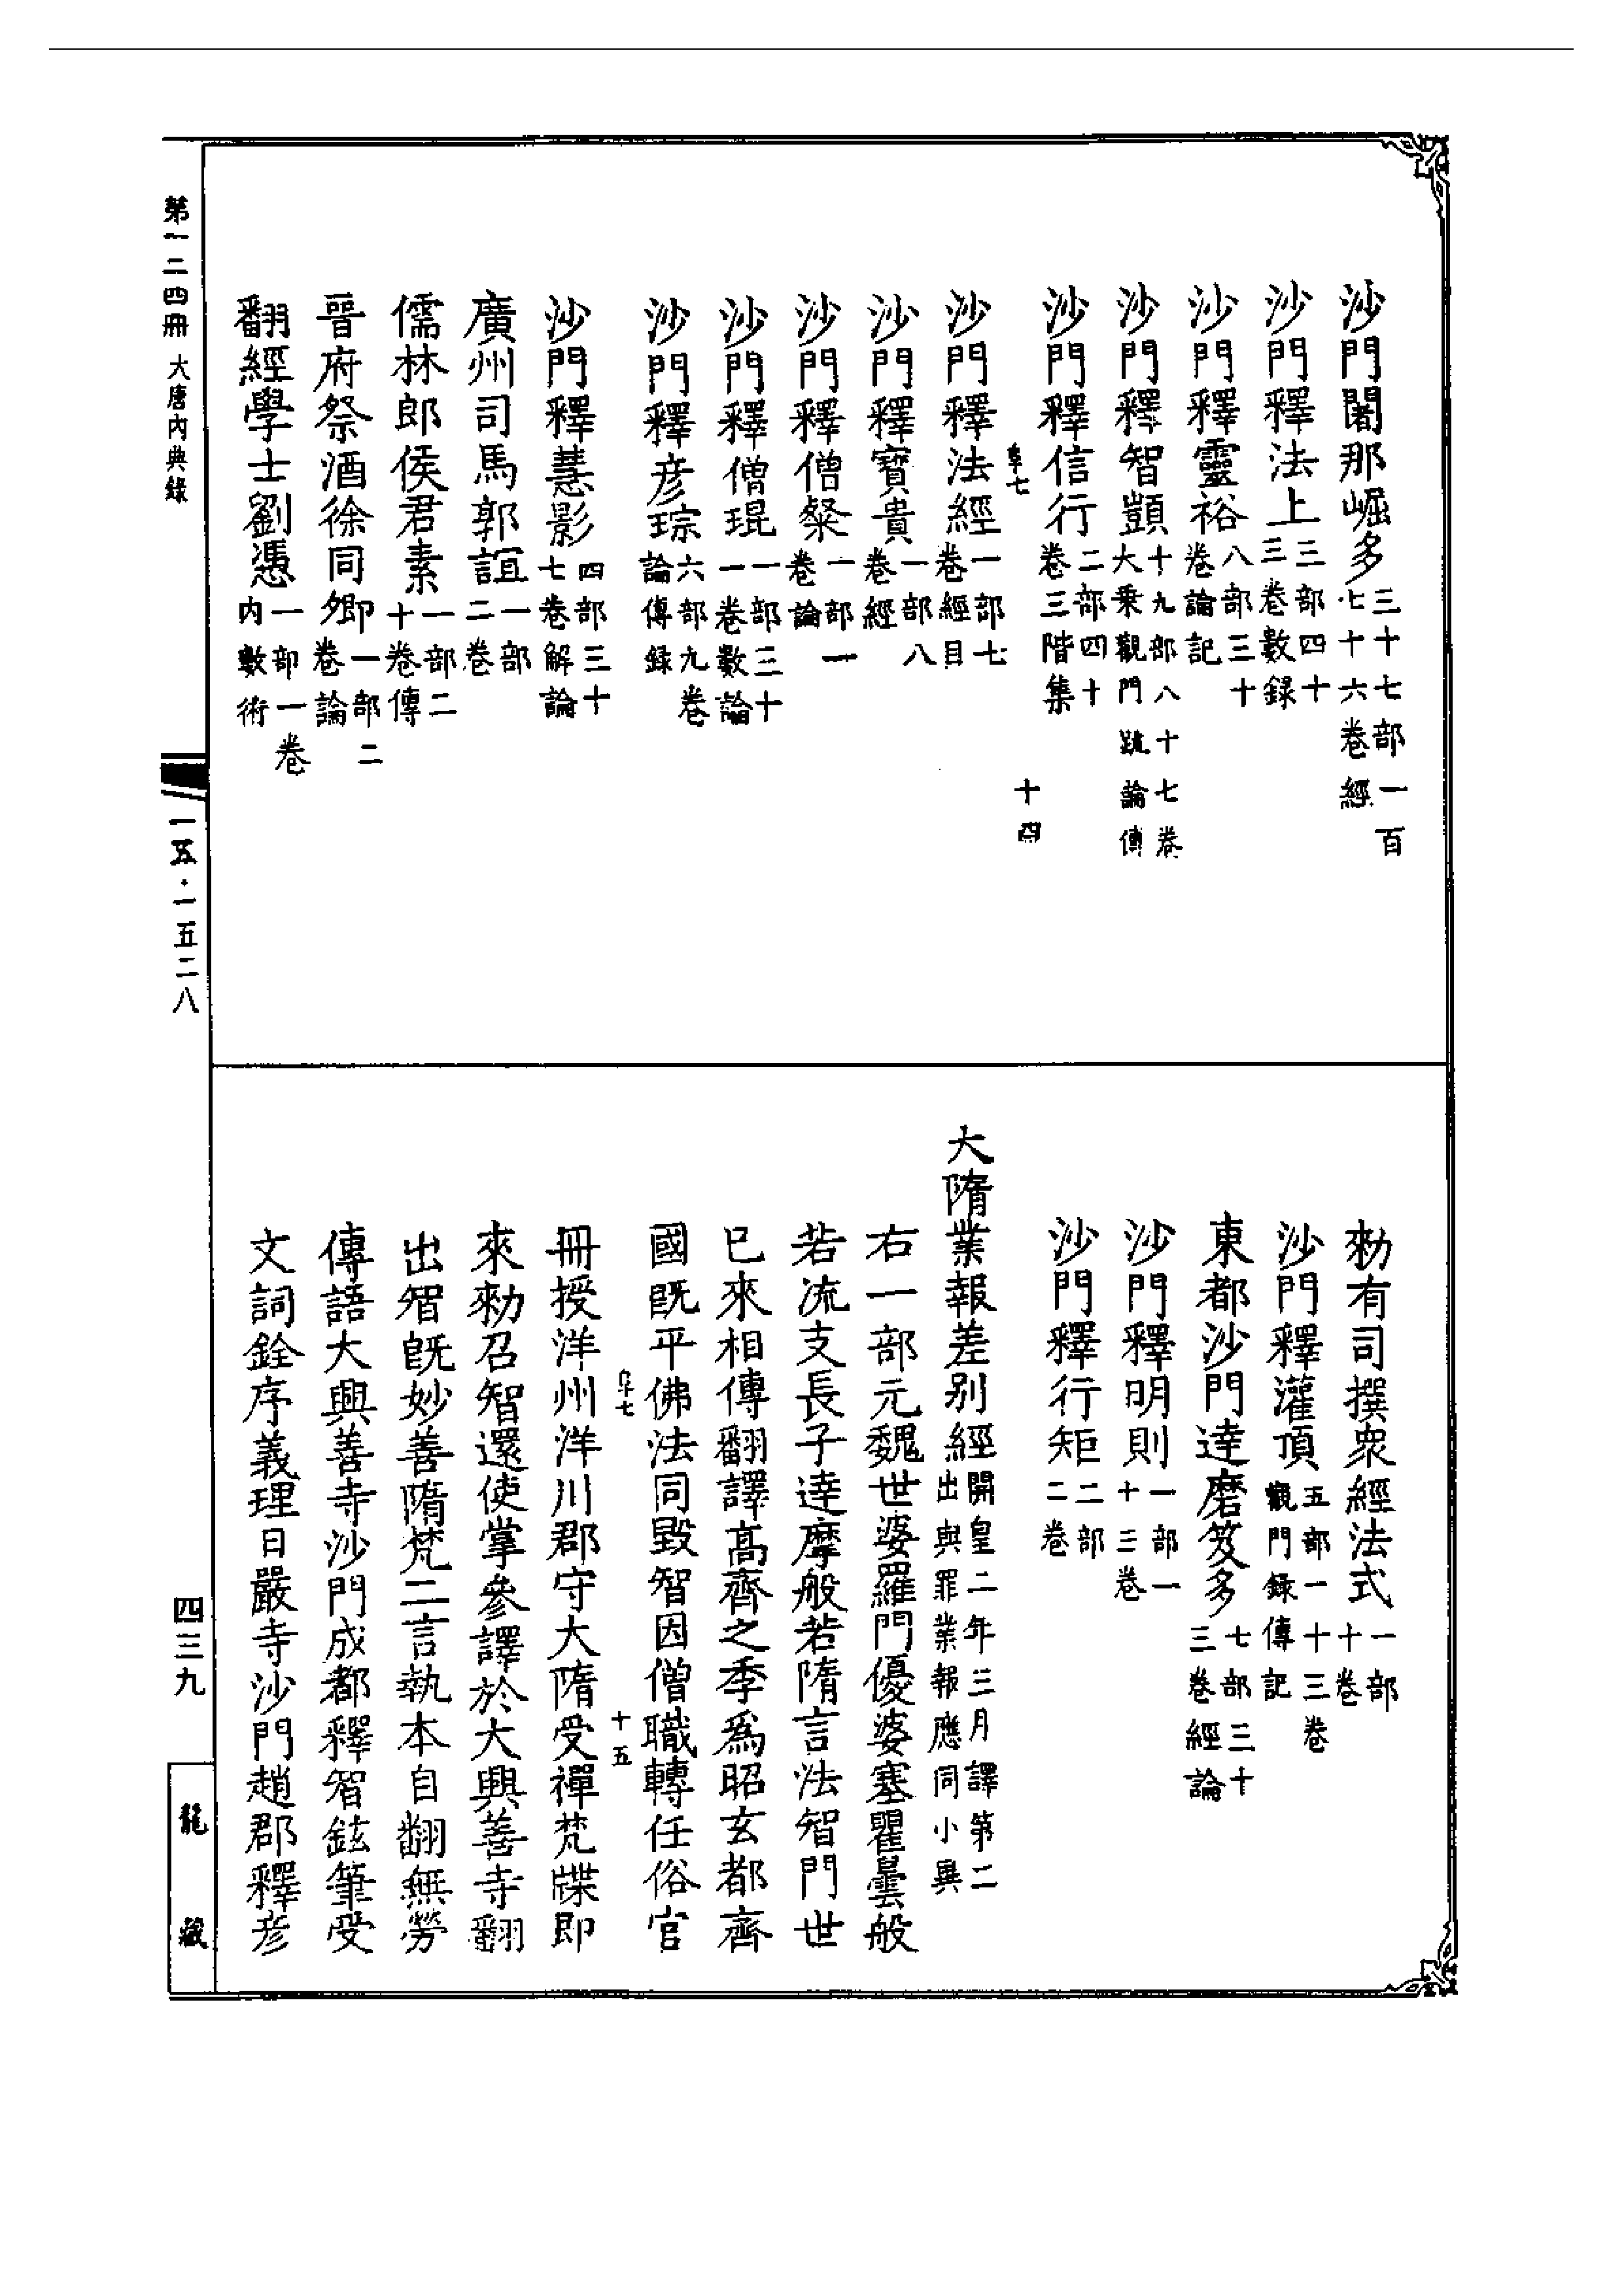 沙門闍那崛多三十七部一百七十六卷經
沙門釋法上三部四十三卷數録
沙門釋靈裕八部三十卷論記
沙門釋智顗十九部八十七卷大乗觀門䟽論傳
沙門釋信行二部四十卷三階集
阜七 十四
沙門釋法經一部七卷經目
沙門釋寶貴一部八卷經
沙門釋僧粲一部一卷論
沙門釋僧琨一部三十一卷數論
沙門釋彦琮六部九卷論傳録
沙門釋慧影四部三十七卷解論
廣州司馬郭誼一部二卷
儒林郎侯君素一部二十卷傳
晉府祭酒徐同卿一部二卷論
翻經學士劉憑一部一卷内數術
勑有司撰衆經法式一部十卷
沙門釋灌頂五部一十三卷觀門録傳記
東都沙門達磨笈多七部三十三卷經論
沙門釋明則一部一十三卷
沙門釋行矩二部二卷
大隋業報差别經開皇二年三月譯第二出與罪業報應同小異
右一部元魏世婆羅門優婆塞瞿曇般
若流支長子達摩般若隋言法智門世
已來相傳翻譯髙齊之季爲昭玄都齊
國旣平佛法同毀智因僧職轉任俗官
阜七 十五
冊授洋州洋川郡守大隋受禪梵牒即
來勑召智還使掌參譯於大興善寺翻
出智旣妙善隋梵二言執本自翻無勞
傳語大興善寺沙門成都釋智鉉筆受
文詞銓序義理日嚴寺沙門趙郡釋彦
第一二四冊 大唐内典錄
一五·一五二八
四三九
龍藏